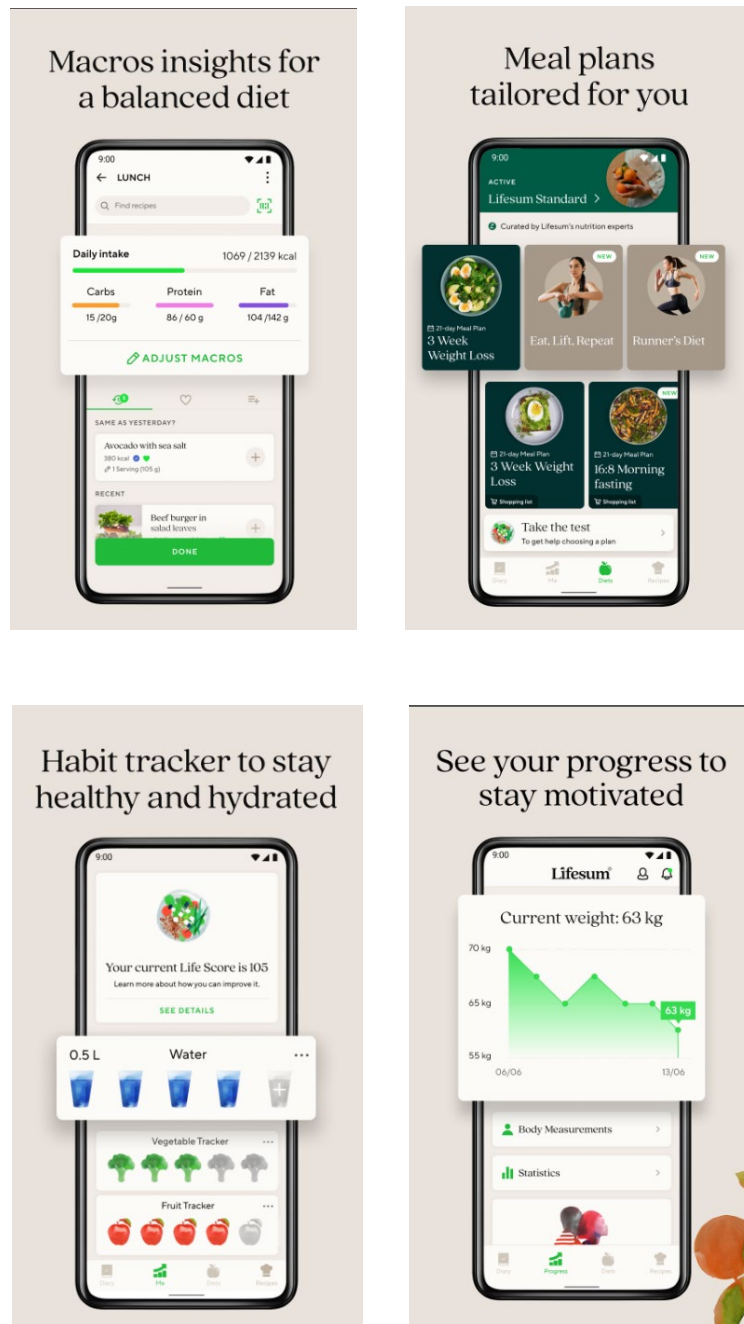 Macros insights for
a balanced diet
9:00
LUNCH
Find recipes
Daily intake 1069 / 2139 kcal
Carbs Protein Fat
15 /20g 86 / 60 g 104 /142 g
ADJUST MACROS
SAME AS YESTERDAY?
Avocado with sea salt
380 kcal
1 Serving (105 g)
RECENT
Beef burger in
salad leaves
DONE
Meal plans
tailored for you
9:00
ACTIVE
Lifesum Standard
Curated by Lifesum's nutrition experts
NEW NEW
21-day Meal Plan
3 Week
Weight Loss
Eat, Lift, Repeat
Runner's Diet
NEW
21-day Meal Plan
3 Week Weight
Loss
Shopping list
21-day Meal Plan
16:8 Morning
fasting
Shopping list
Take the test
To get help choosing a plan
Diary Me Diets Recipes
Habit tracker to stay
healthy and hydrated
9:00
Your current Life Score is 105
Learn more about how you can improve it.
SEE DETAILS
0.5 L Water
Vegetable Tracker
Fruit Tracker
Diary Me Diets Recipes
See your progress to
stay motivated
9:00
Lifesum
Current weight: 63 kg
70 kg
65 kg
63 kg
55 kg
06/06 13/06
Body Measurements
Statistics
Diary Progress Diets Recipes